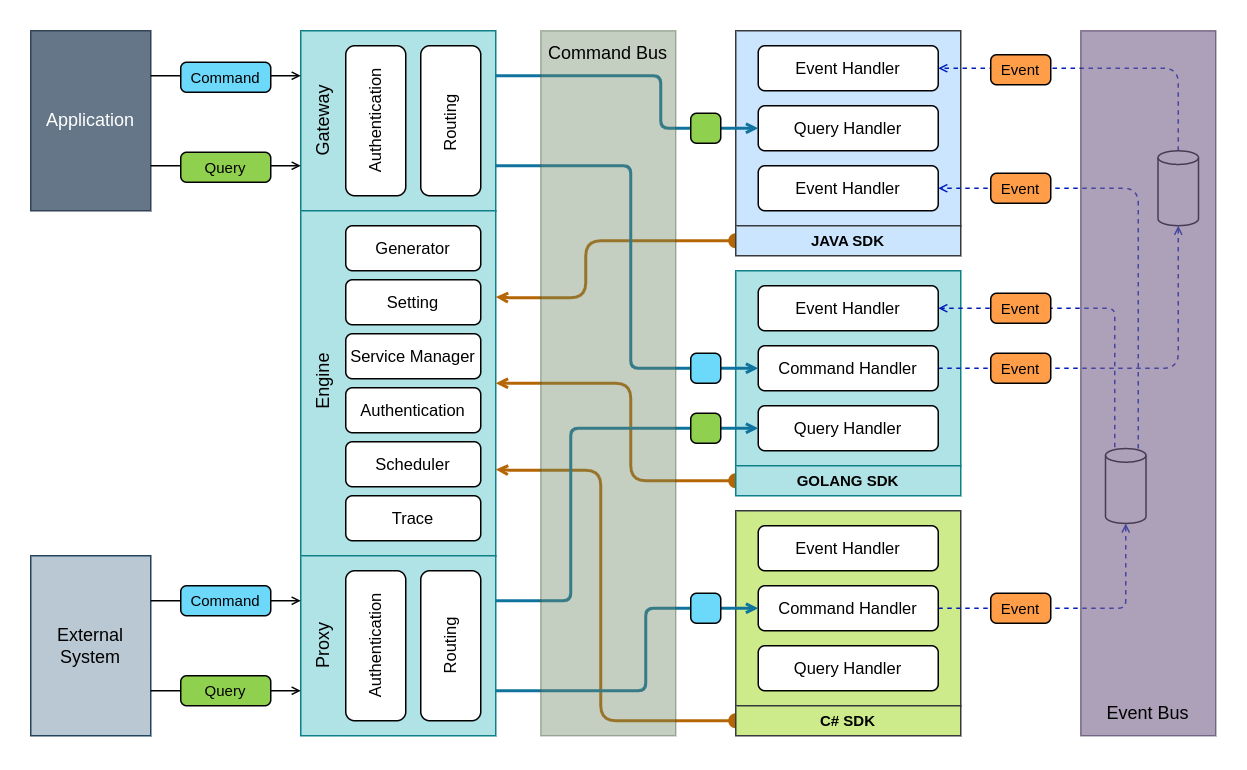 Application
Command
Query
Gateway
Authentication
Routing
Engine
Generator
Setting
Service Manager
Authentication
Scheduler
Trace
External
System
Command
Query
Proxy
Authentication
Routing
Command Bus
Event Handler
Query Handler
Event Handler
JAVA SDK
Event Handler
Command Handler
Query Handler
GOLANG SDK
Event Handler
Command Handler
Query Handler
C# SDK
Event
Event
Event
Event
Event
Event Bus